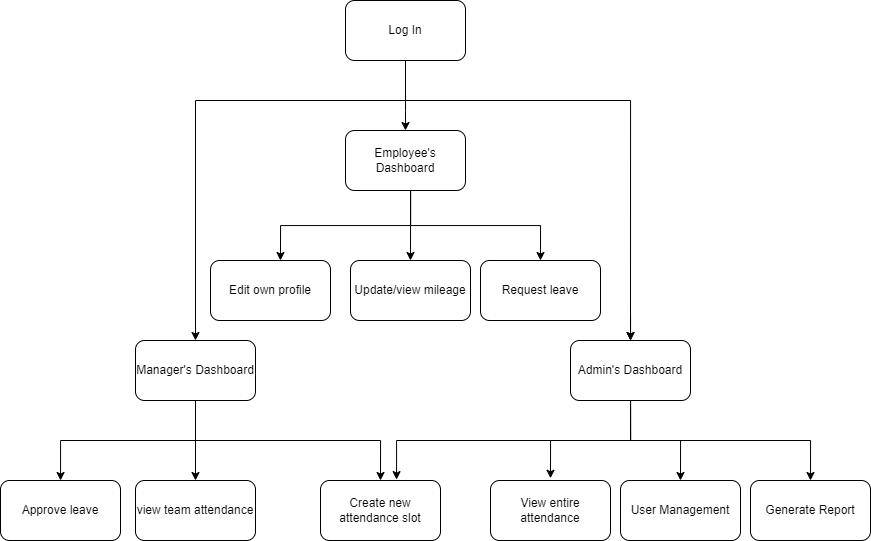 Log In
Employee's
Dashboard
Edit own profile
Update/view mileage
Request leave
Manager's Dashboard
Admin's Dashboard
Approve leave
view team attendance
Create new
attendance slot
View entire
attendance
User Management
Generate Report